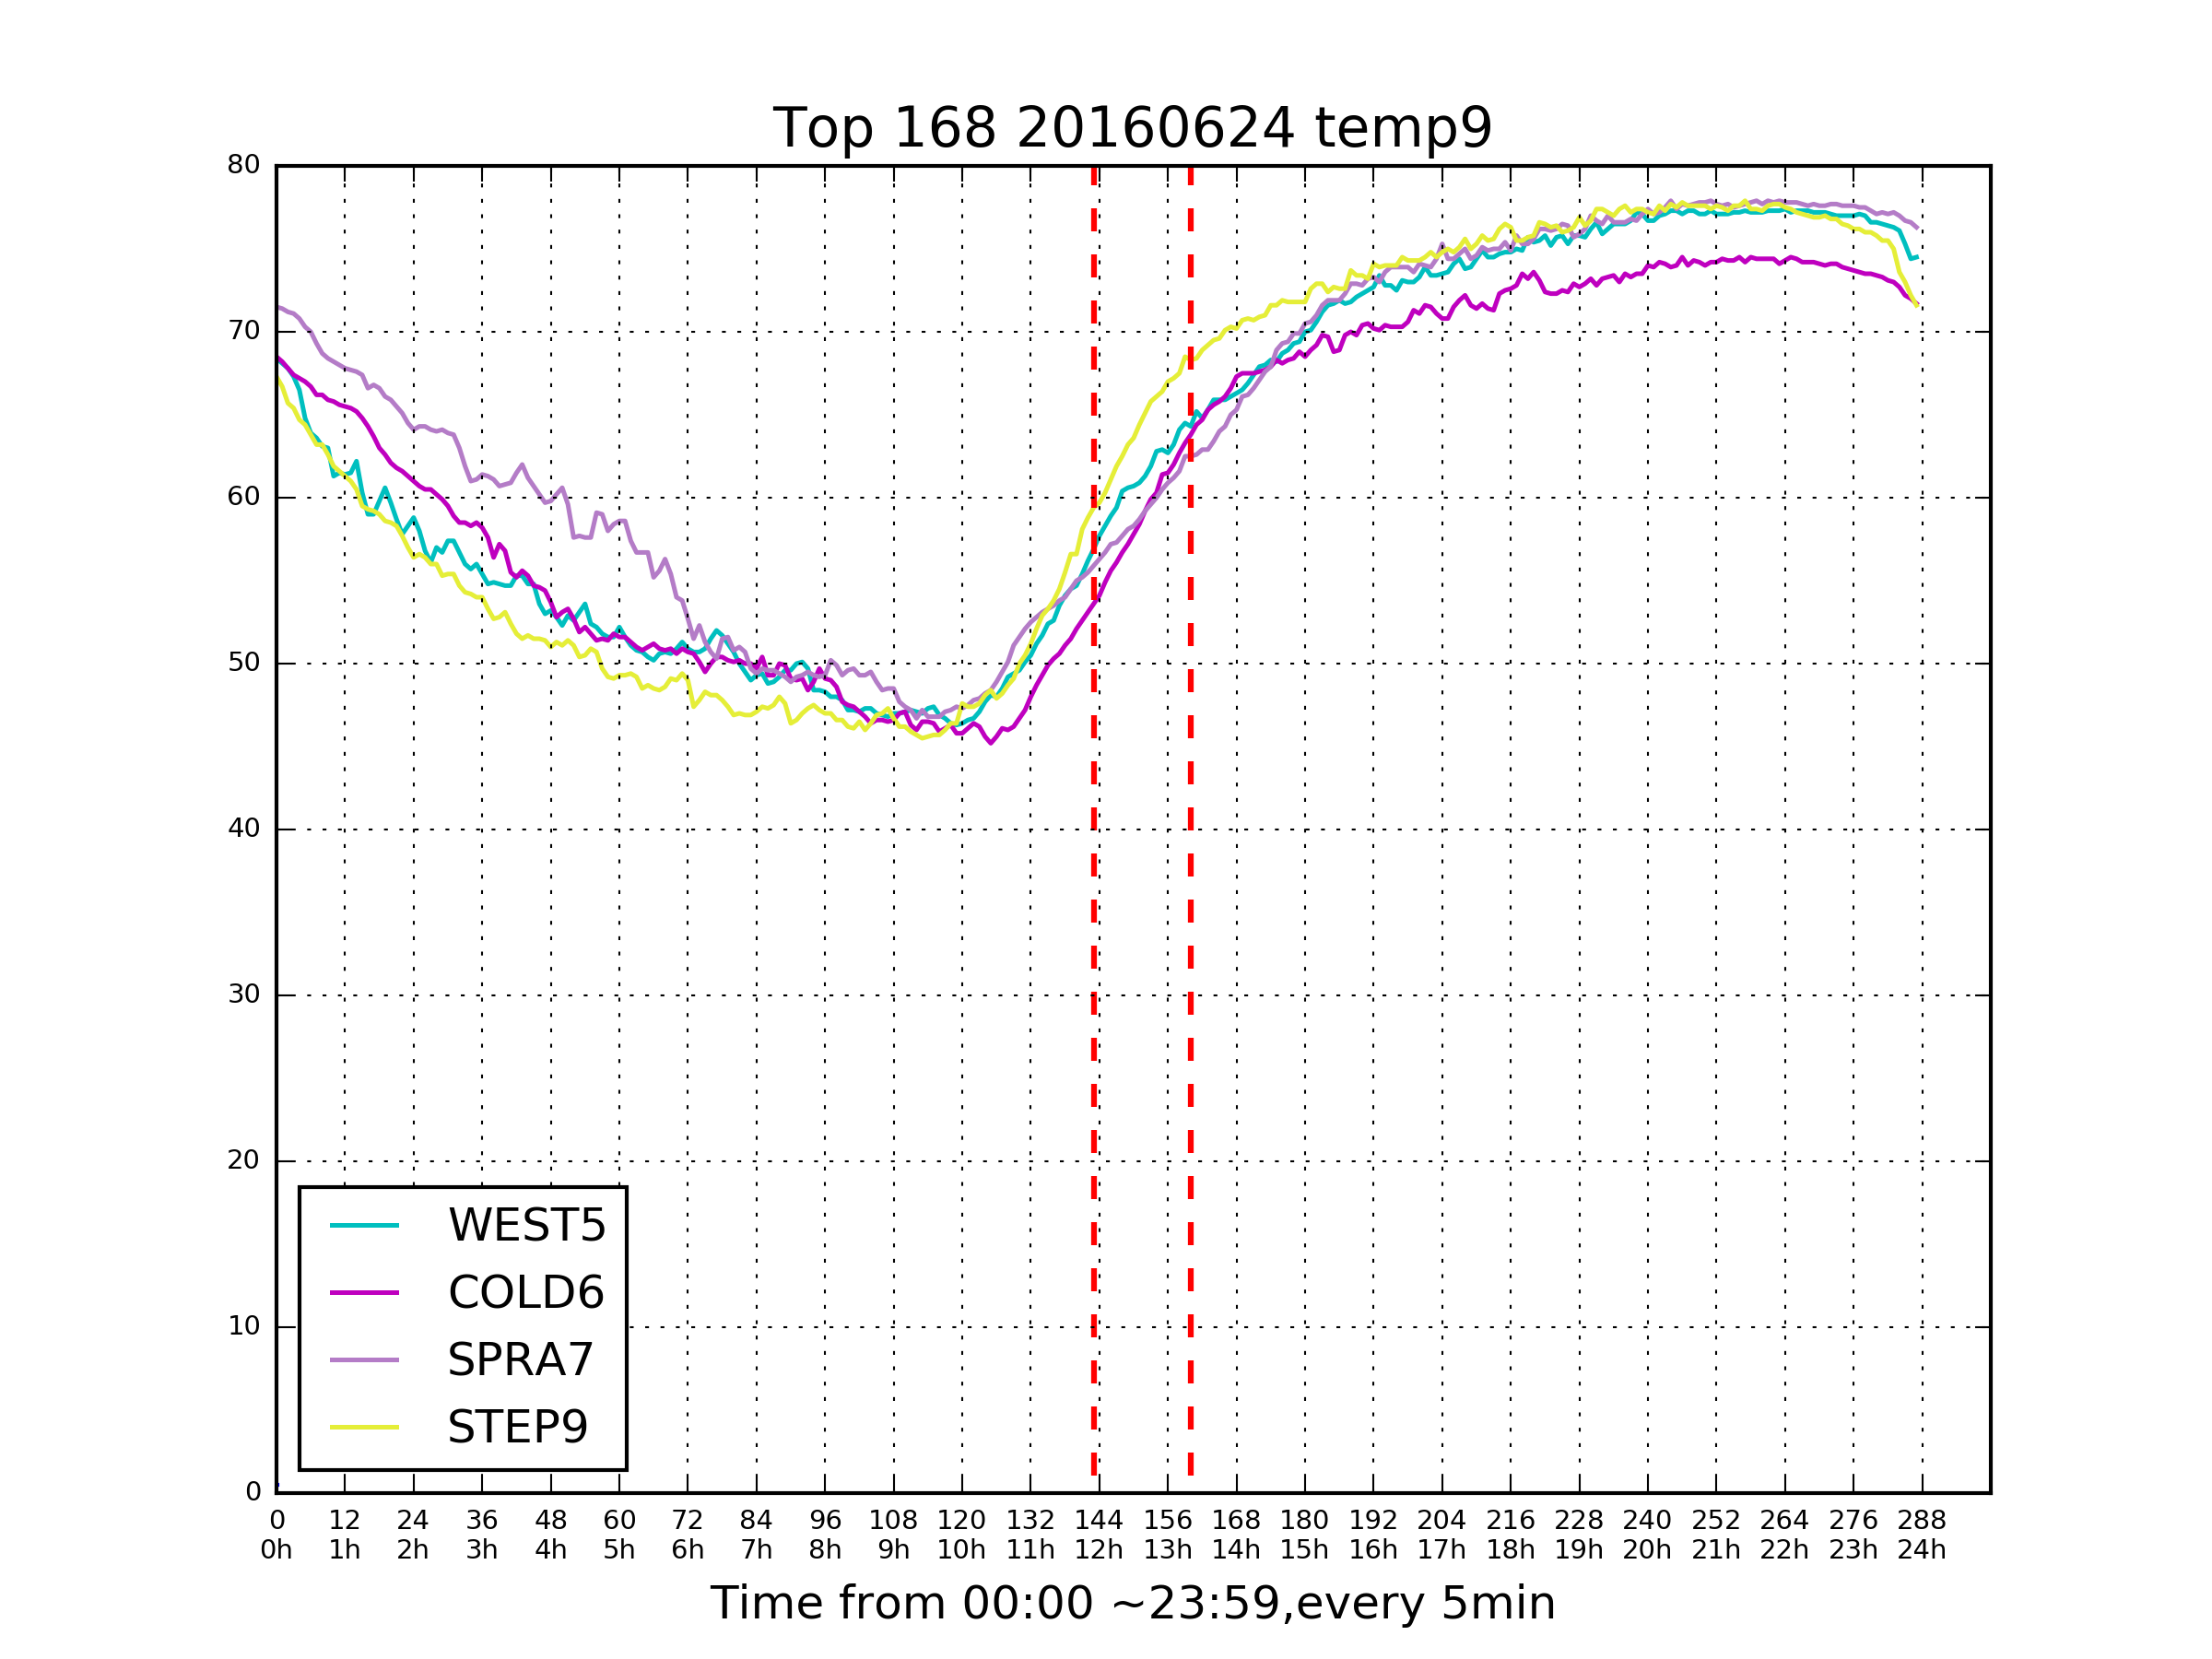 Top 168 20160624 temp9
80
70
60
50
40
30
20
10
0
WEST5
COLD6
SPRA7
STEP9
0 12 24 36 48 60 72 84 96 108 120 132 144 156 168 180 192 204 216 228 240 252 264 276 288
0h 1h 2h 3h 4h 5h 6h 7h 8h 9h 10h 11h 12h 13h 14h 15h 16h 17h 18h 19h 20h 21h 22h 23h 24h
Time from 00:00 ~23:59,every 5min